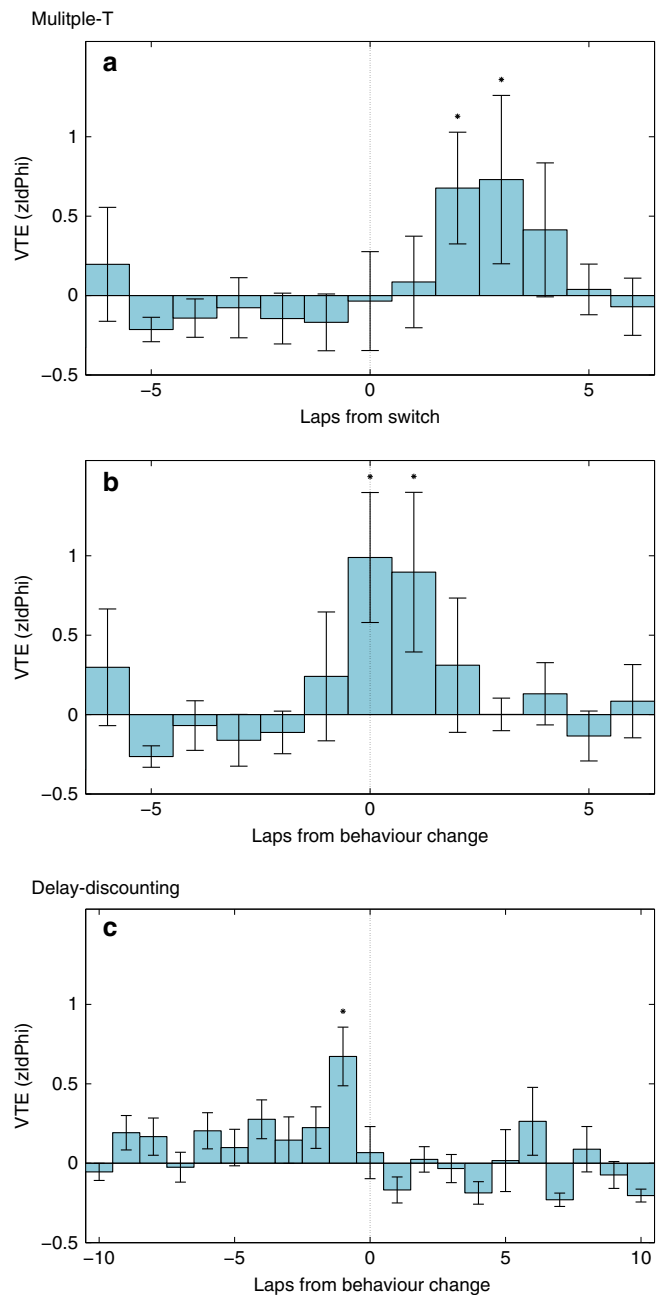 Mulitple-T
a
* *
1
0.5
0
−0.5
VTE (zIdPhi)
−5 0 5
Laps from switch
b
* *
1
0.5
0
−0.5
VTE (zIdPhi)
−5 0 5
Laps from behaviour change
Delay-discounting
c
*
1
0.5
0
−0.5
VTE (zIdPhi)
−10 −5 0 5 10
Laps from behaviour change